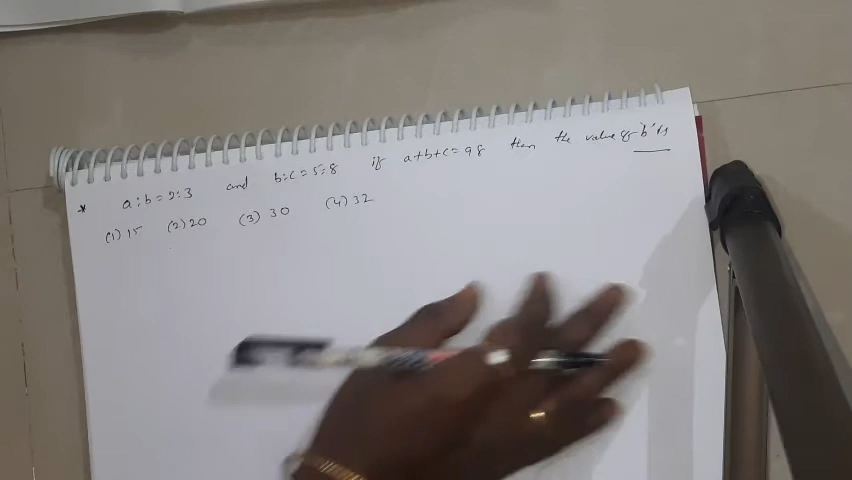 * a:b = 2:3 and b:c = 5:8 if a+b+c = 98 then the value of 'b' is
(1) 15 (2) 20 (3) 30 (4) 32